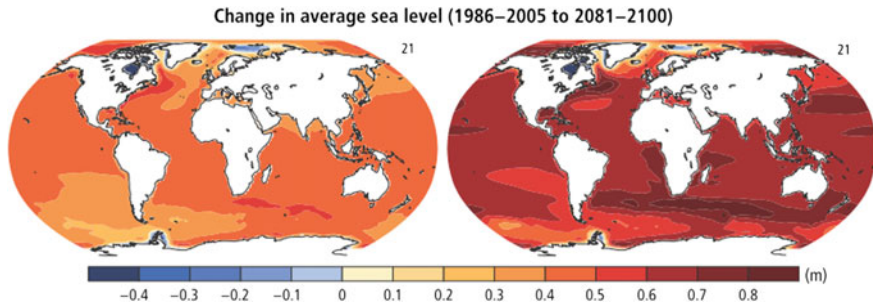 Change in average sea level (1986–2005 to 2081–2100)
21
21
(m)
−0.4 −0.3 −0.2 −0.1 0 0.1 0.2 0.3 0.4 0.5 0.6 0.7 0.8